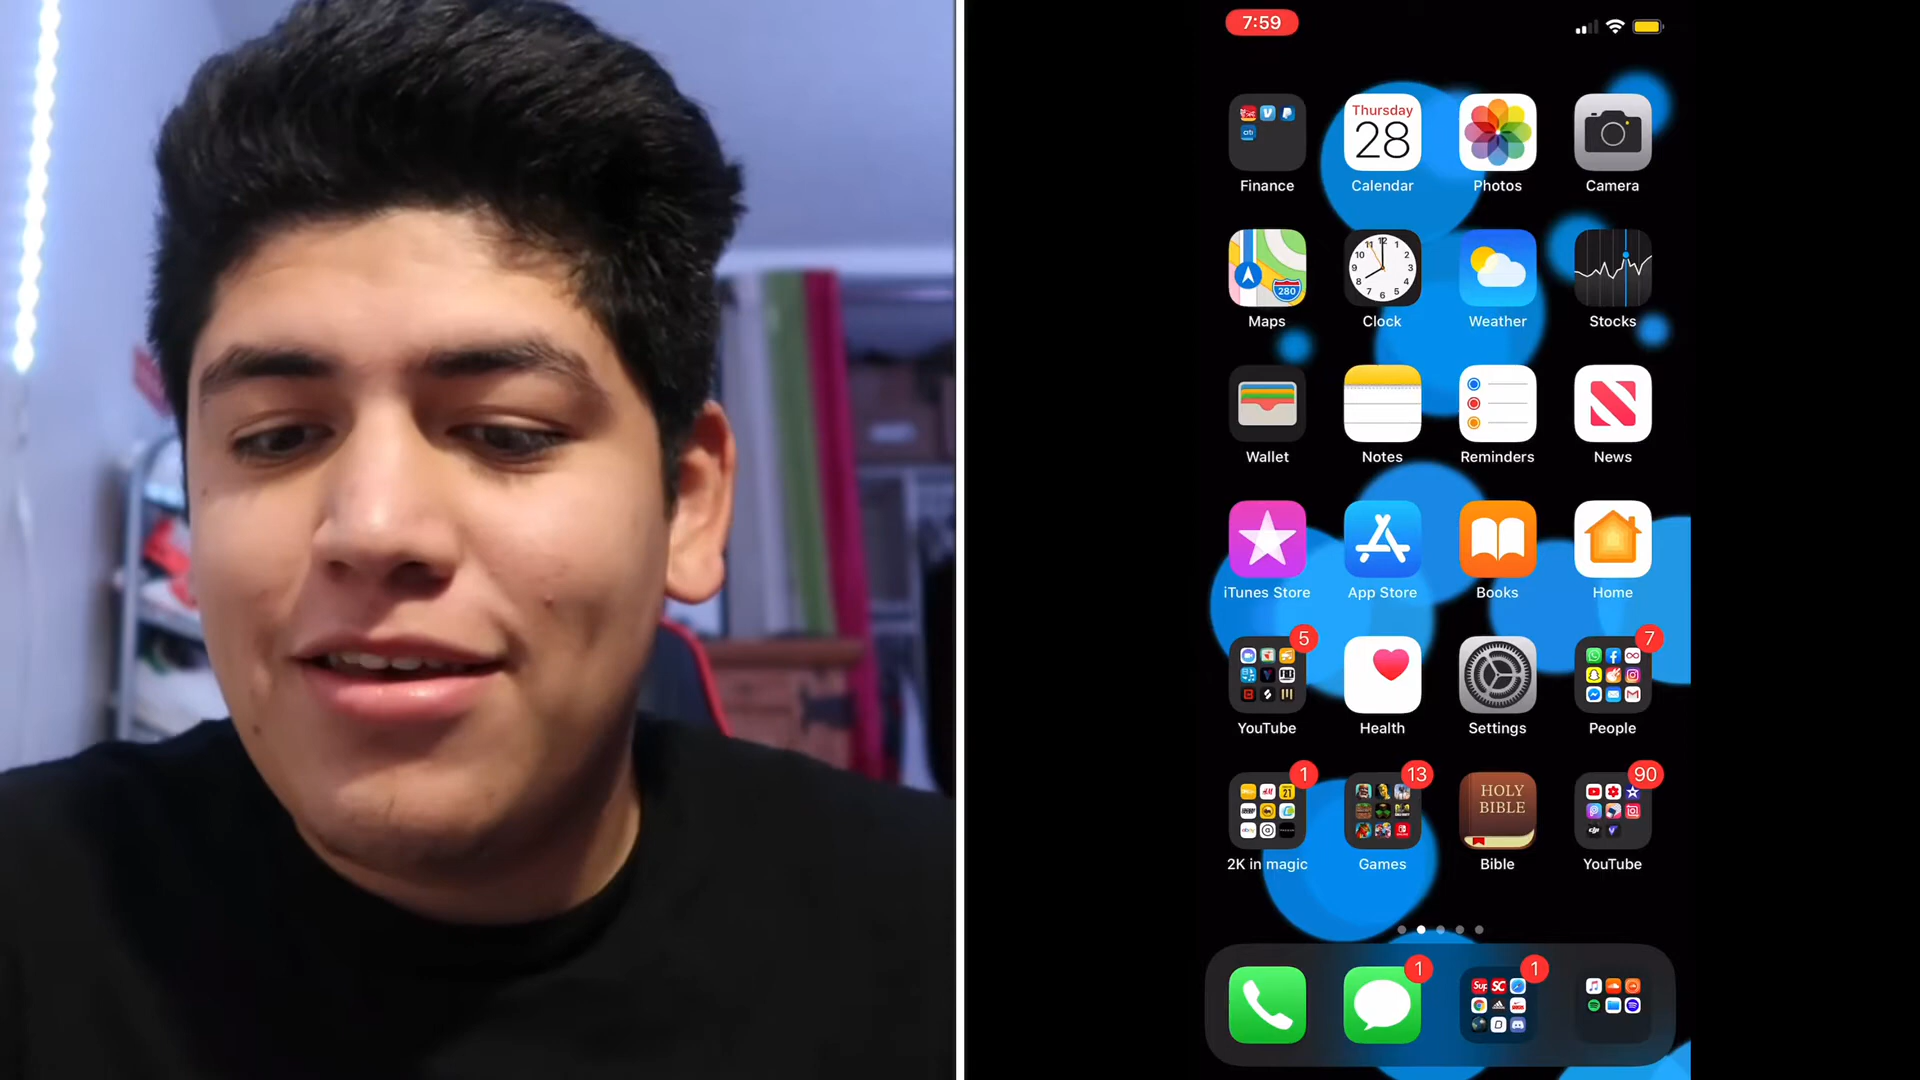 7:59
Thursday
28
Finance
Calendar
Photos
Camera
280
Maps
Clock
Weather
Stocks
Wallet
Notes
Reminders
News
iTunes Store
App Store
Books
Home
5
7
YouTube
Health
Settings
People
1
13
HOLY
BIBLE
90
2K in magic
Games
Bible
YouTube
1
1
Sup
SC